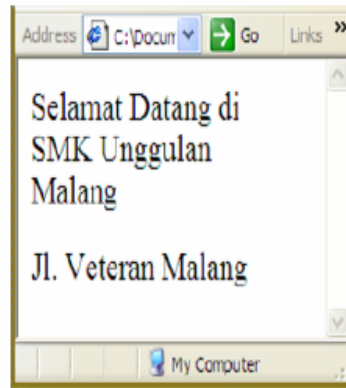 Address C:\Docum Go Links »
Selamat Datang di
SMK Unggulan
Malang
Jl. Veteran Malang
My Computer